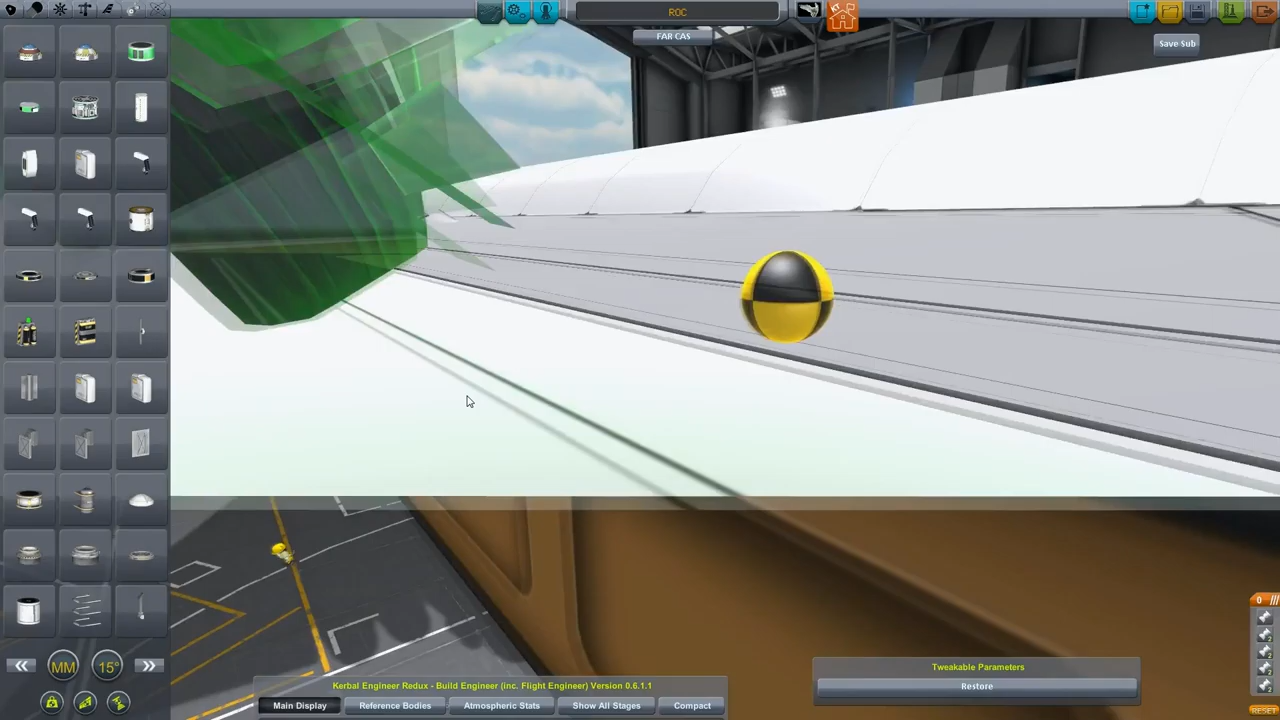 ROC
FAR CAS
Save Sub
MM
15°
0
Tweakable Parameters
Restore
Kerbal Engineer Redux - Build Engineer (inc. Flight Engineer) Version 0.6.1.1
Main Display
Reference Bodies
Atmospheric Stats
Show All Stages
Compact
RESET